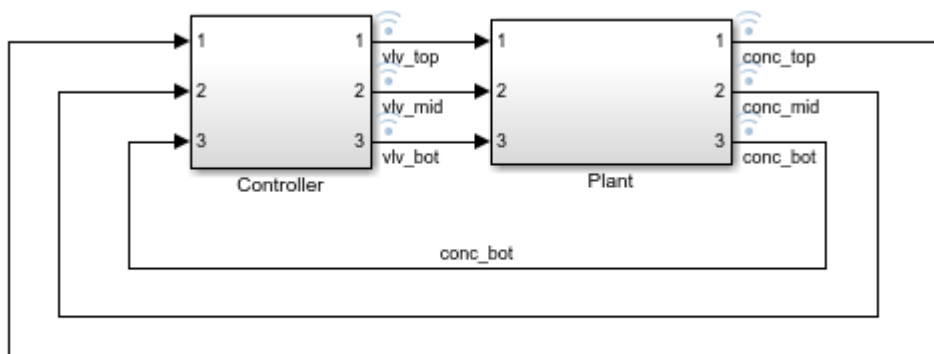 1 1 vlv_top 1 1 conc_top
2 2 vlv_mid 2 2 conc_mid
3 3 vlv_bot 3 3 conc_bot
Controller Plant
conc_bot